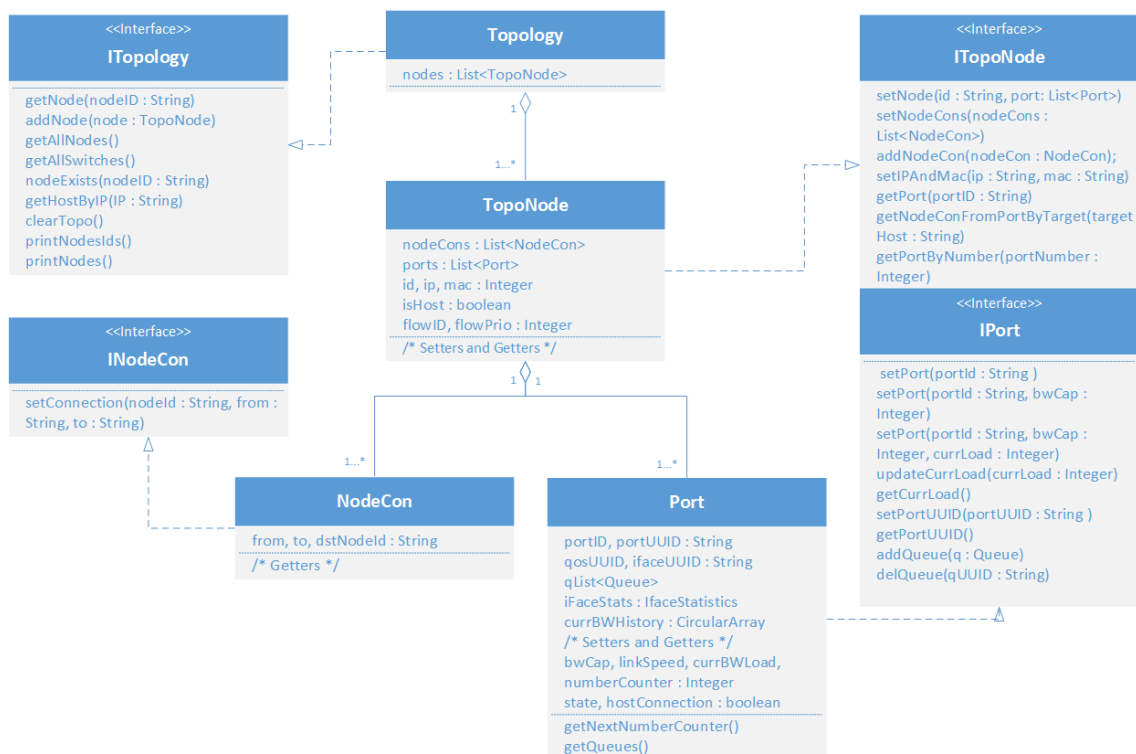 <<Interface>>
ITopology
getNode(nodeID : String)
addNode(node : TopoNode)
getAllNodes()
getAllSwitches()
nodeExists(nodeID : String)
getHostByIP(IP : String)
clearTopo()
printNodesIds()
printNodes()
Topology
nodes : List<TopoNode>
1
1...*
<<Interface>>
ITopoNode
setNode(id : String, port: List<Port>)
setNodeCons(nodeCons :
List<NodeCon>)
addNodeCon(nodeCon : NodeCon);
setIPAndMac(ip : String, mac : String)
getPort(portID : String)
getNodeConFromPortByTarget(target
Host : String)
getPortByNumber(portNumber :
Integer)
TopoNode
nodeCons : List<NodeCon>
ports : List<Port>
id, ip, mac : Integer
isHost : boolean
flowID, flowPrio : Integer
/* Setters and Getters */
1
1
1...*
1...*
<<Interface>>
INodeCon
setConnection(nodeId : String, from :
String, to : String)
<<Interface>>
IPort
setPort(portId : String )
setPort(portId : String, bwCap :
Integer)
setPort(portId : String, bwCap :
Integer, currLoad : Integer)
updateCurrLoad(currLoad : Integer)
getCurrLoad()
setPortUUID(portUUID : String )
getPortUUID()
addQueue(q : Queue)
delQueue(qUUID : String)
NodeCon
from, to, dstNodeId : String
/* Getters */
Port
portID, portUUID : String
qosUUID, ifaceUUID : String
qList<Queue>
iFaceStats : IfaceStatistics
currBWHistory : CircularArray
/* Setters and Getters */
bwCap, linkSpeed, currBWLoad,
numberCounter : Integer
state, hostConnection : boolean
getNextNumberCounter()
getQueues()